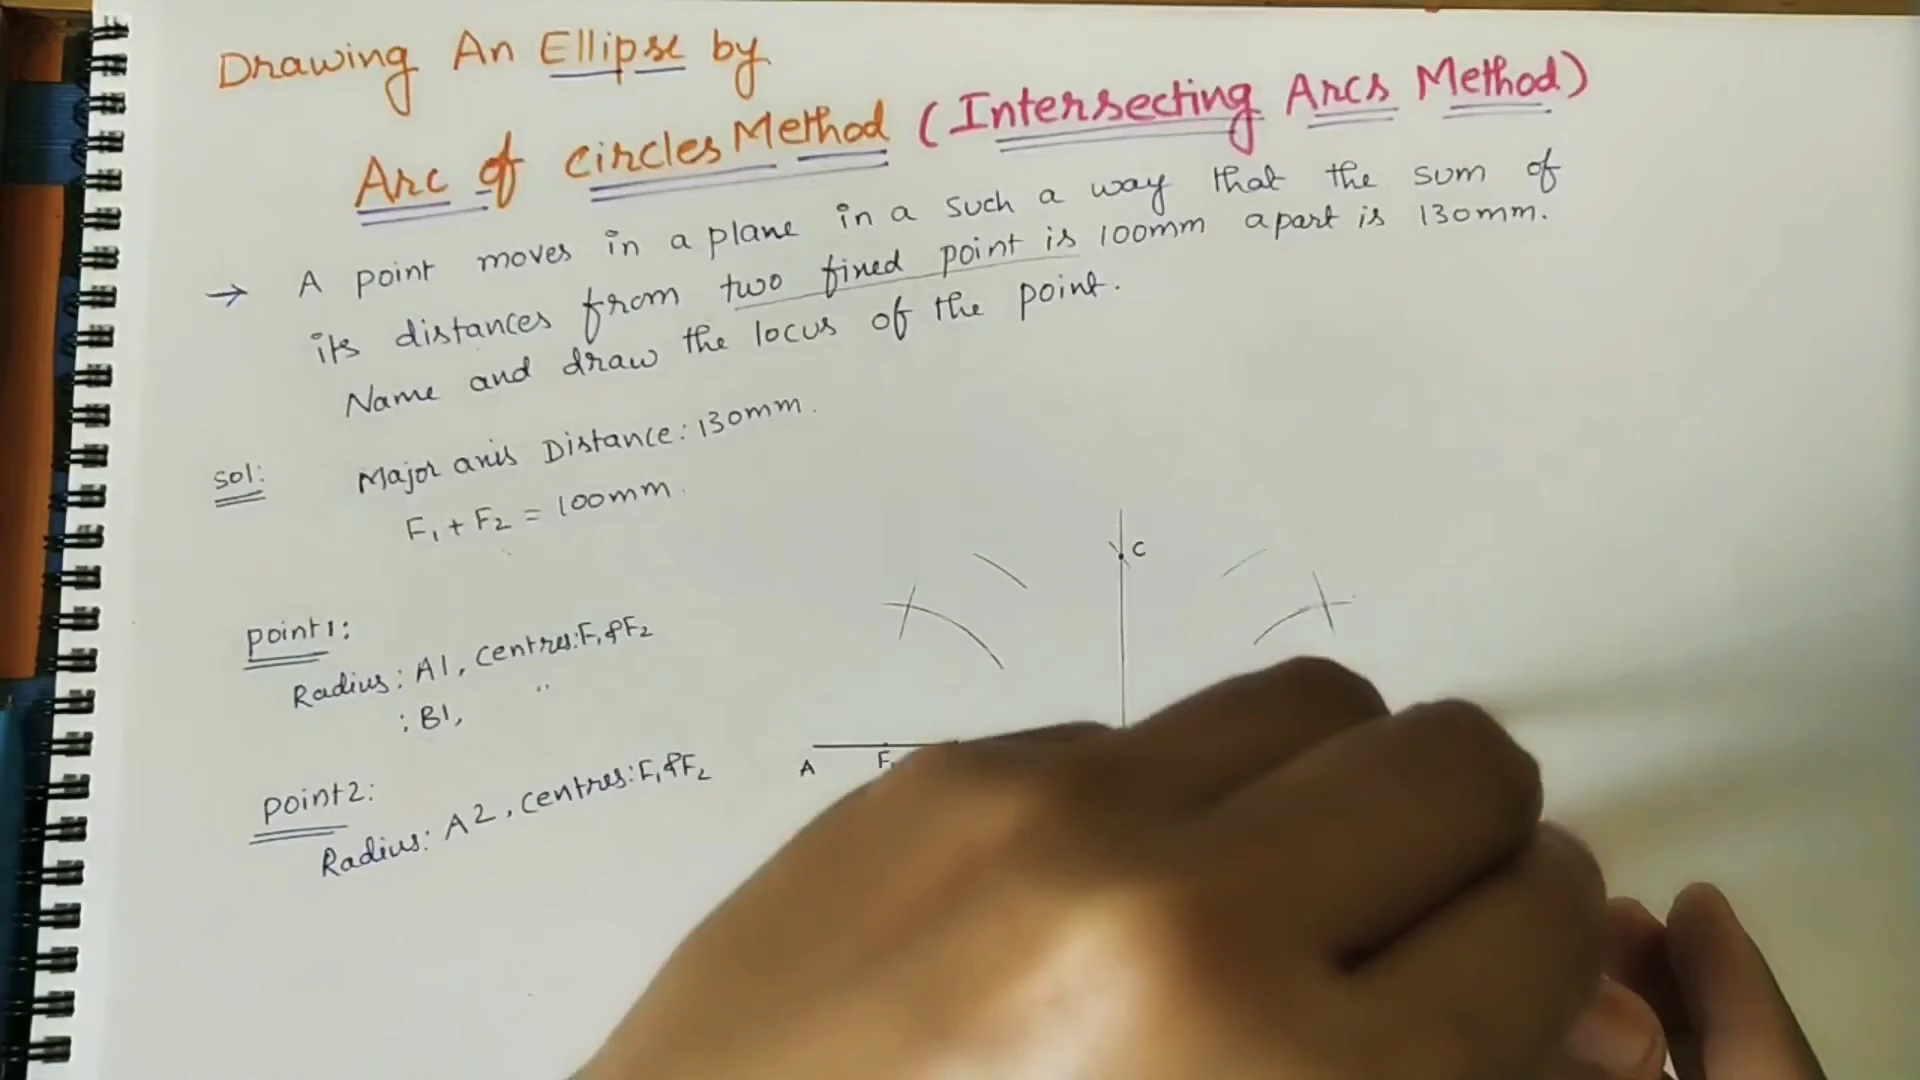 Drawing An Ellipse by
Arc of circles Method (Intersecting Arcs Method)
→ A point moves in a plane in a such a way that the sum of
its distances from two fixed point is 100mm apart is 130mm.
Name and draw the locus of the point.
Sol: Major axis Distance: 130mm.
F1 + F2 = 100mm.
C
point1:
Radius: A1, centres: F1 & F2
: B1, "
A F
point2:
Radius: A2, centres: F1 & F2